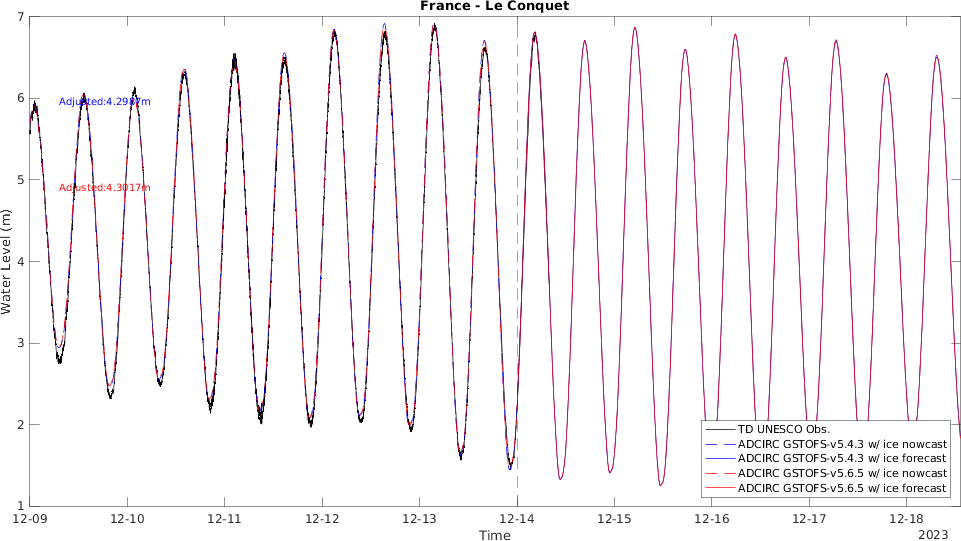 France - Le Conquet
Water Level (m)
7
6
5
4
3
2
1
Adjusted:4.2987m
Adjusted:4.3017m
TD UNESCO Obs.
ADCIRC GSTOFS-v5.4.3 w/ ice nowcast
ADCIRC GSTOFS-v5.4.3 w/ ice forecast
ADCIRC GSTOFS-v5.6.5 w/ ice nowcast
ADCIRC GSTOFS-v5.6.5 w/ ice forecast
12-09 12-10 12-11 12-12 12-13 12-14 12-15 12-16 12-17 12-18
Time
2023